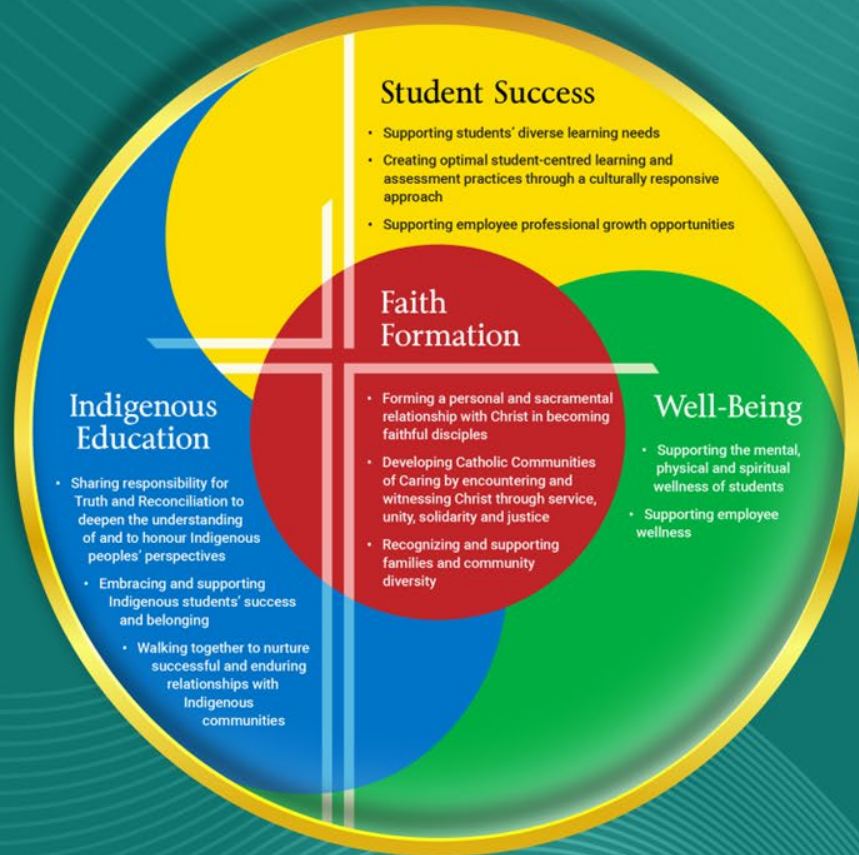 Student Success
• Supporting students' diverse learning needs
• Creating optimal student-centred learning and
assessment practices through a culturally responsive
approach
• Supporting employee professional growth opportunities
Faith
Formation
• Forming a personal and sacramental
relationship with Christ in becoming
faithful disciples
• Developing Catholic Communities
of Caring by encountering and
witnessing Christ through service,
unity, solidarity and justice
• Recognizing and supporting
families and community
diversity
Indigenous
Education
• Sharing responsibility for
Truth and Reconciliation to
deepen the understanding
of and to honour Indigenous
peoples' perspectives
• Embracing and supporting
Indigenous students' success
and belonging
• Walking together to nurture
successful and enduring
relationships with
Indigenous
communities
Well-Being
• Supporting the mental,
physical and spiritual
wellness of students
• Supporting employee
wellness